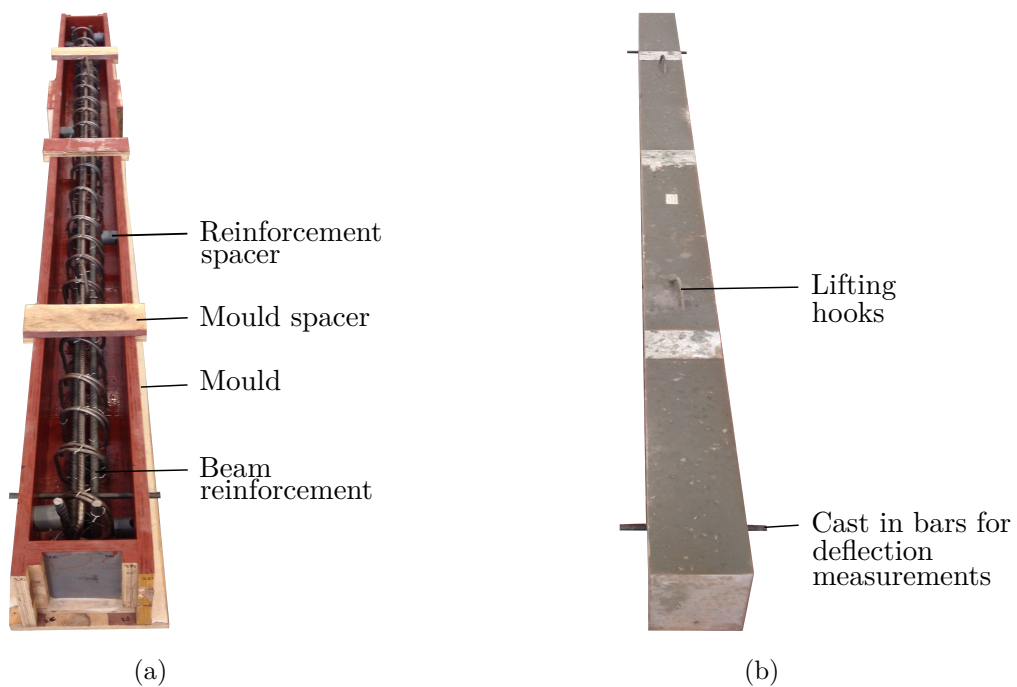 Reinforcement
spacer
Mould spacer
Mould
Beam
reinforcement
(a)
Lifting
hooks
Cast in bars for
deflection
measurements
(b)